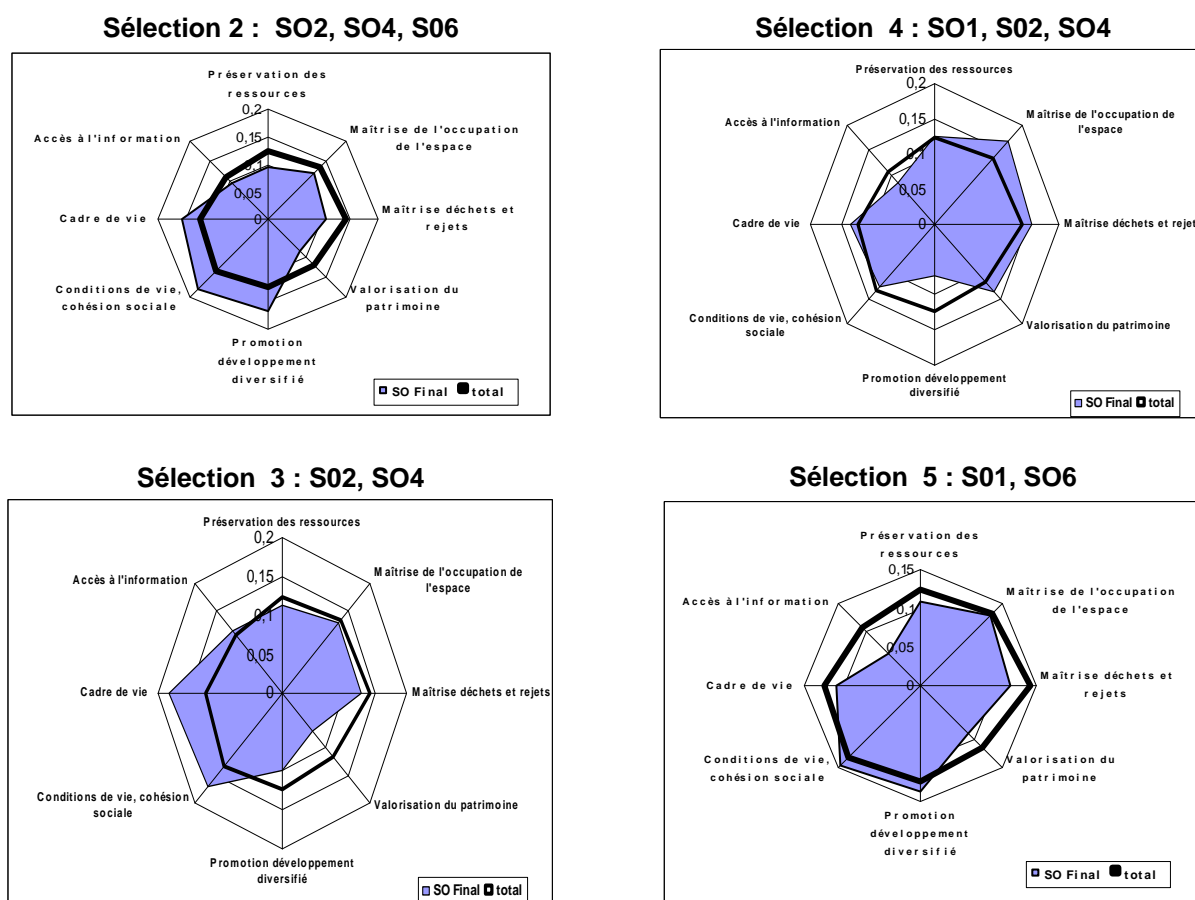 Sélection 2 : SO2, SO4, S06
Préservation des
ressources
0,2
0,15
0,1
0,05
0
Maîtrise de l'occupation
de l'espace
Maîtrise déchets et
rejets
Valorisation du
patrimoine
Promotion
développement
diversifié
Conditions de vie,
cohésion sociale
Cadre de vie
Accès à l'information
SO Final total
Sélection 4 : SO1, S02, SO4
Préservation des ressources
0,2
0,15
0,1
0,05
0
Maîtrise de l'occupation de
l'espace
Maîtrise déchets et rejet
Valorisation du patrimoine
Promotion développement
diversifié
Conditions de vie, cohésion
sociale
Cadre de vie
Accès à l'information
SO Final total
Sélection 3 : S02, SO4
Préservation des ressources
0,2
0,15
0,1
0,05
0
Maîtrise de l'occupation de
l'espace
Maîtrise déchets et rejets
Valorisation du patrimoine
Promotion développement
diversifié
Conditions de vie, cohésion
sociale
Cadre de vie
Accès à l'information
SO Final total
Sélection 5 : S01, SO6
Préservation des
ressources
0,15
0,1
0,05
0
Maîtrise de l'occupation
de l'espace
Maîtrise déchets et
rejets
Valorisation du
patrimoine
Promotion
développement
diversifié
Conditions de vie,
cohésion sociale
Cadre de vie
Accès à l'information
SO Final total